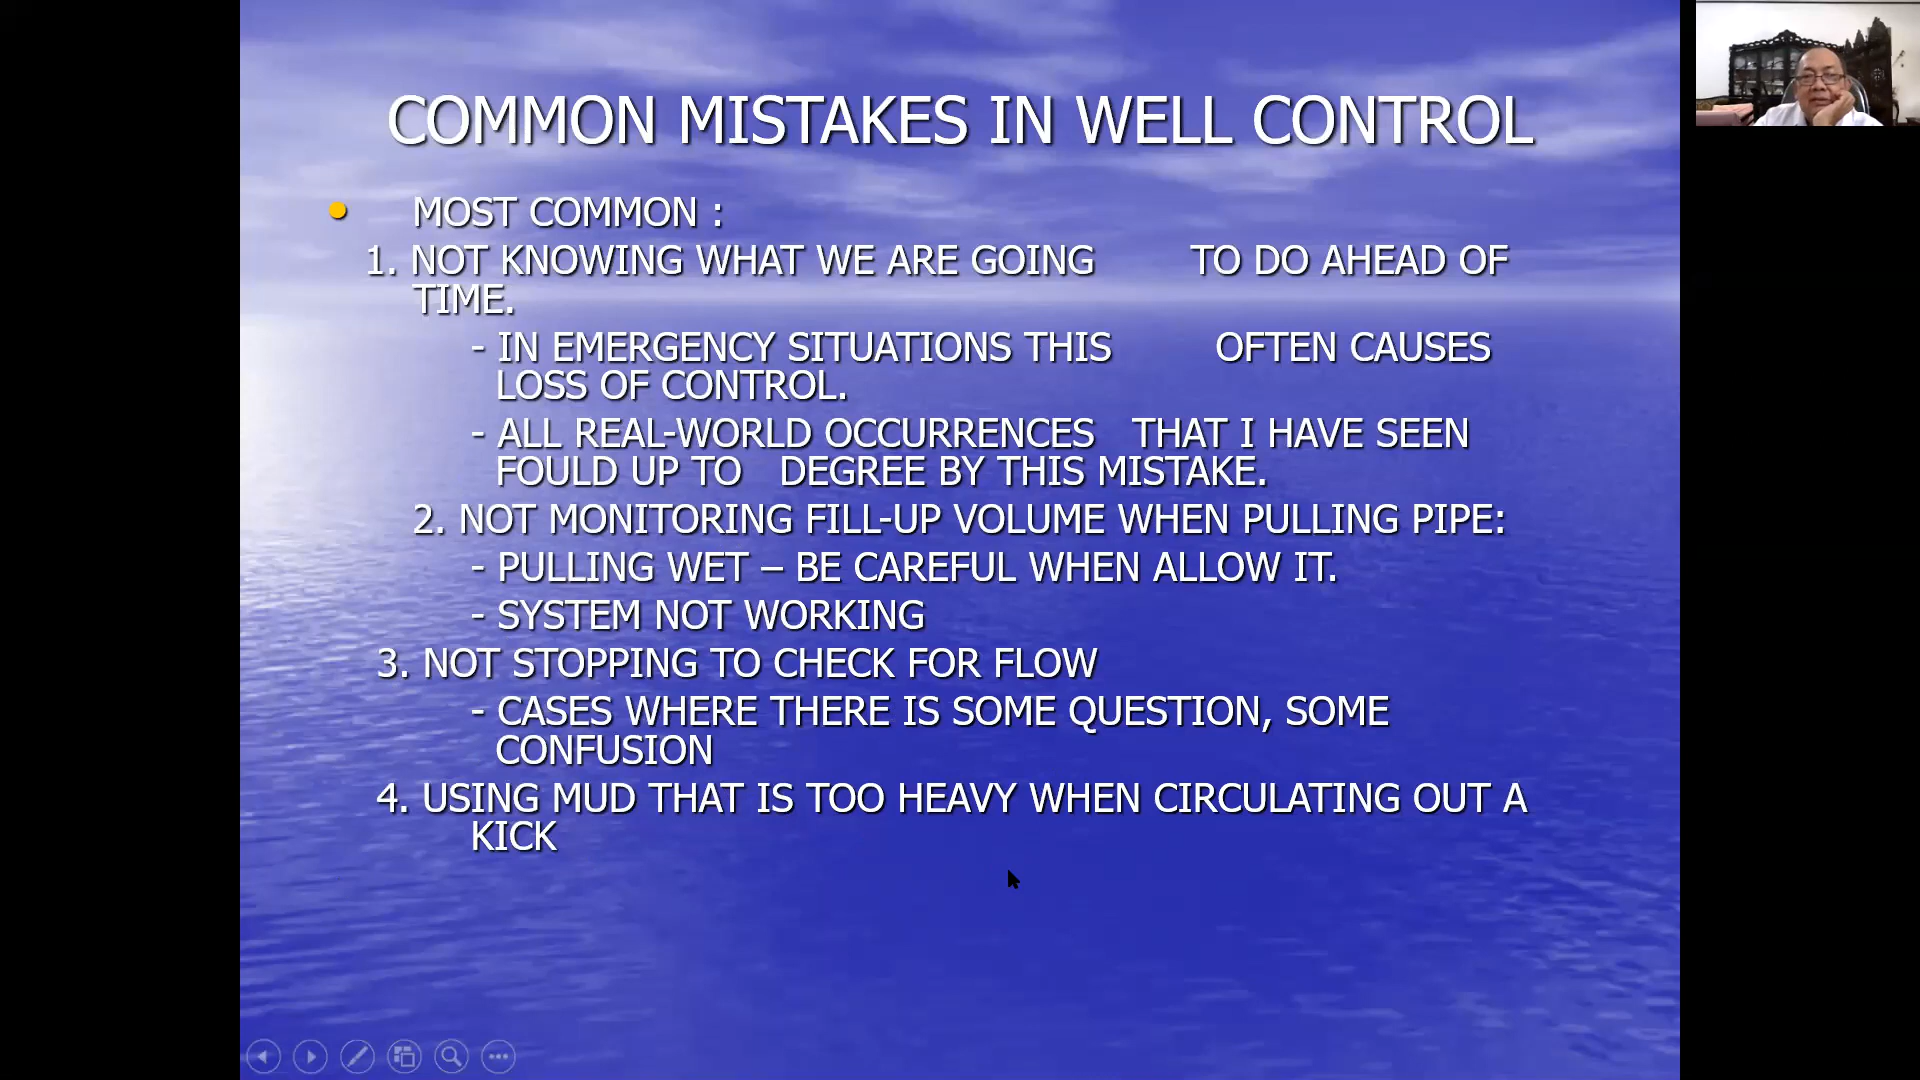 COMMON MISTAKES IN WELL CONTROL
MOST COMMON :
1. NOT KNOWING WHAT WE ARE GOING TO DO AHEAD OF
TIME.
- IN EMERGENCY SITUATIONS THIS OFTEN CAUSES
LOSS OF CONTROL.
- ALL REAL-WORLD OCCURRENCES THAT I HAVE SEEN
FOULD UP TO DEGREE BY THIS MISTAKE.
2. NOT MONITORING FILL-UP VOLUME WHEN PULLING PIPE:
- PULLING WET – BE CAREFUL WHEN ALLOW IT.
- SYSTEM NOT WORKING
3. NOT STOPPING TO CHECK FOR FLOW
- CASES WHERE THERE IS SOME QUESTION, SOME
CONFUSION
4. USING MUD THAT IS TOO HEAVY WHEN CIRCULATING OUT A
KICK